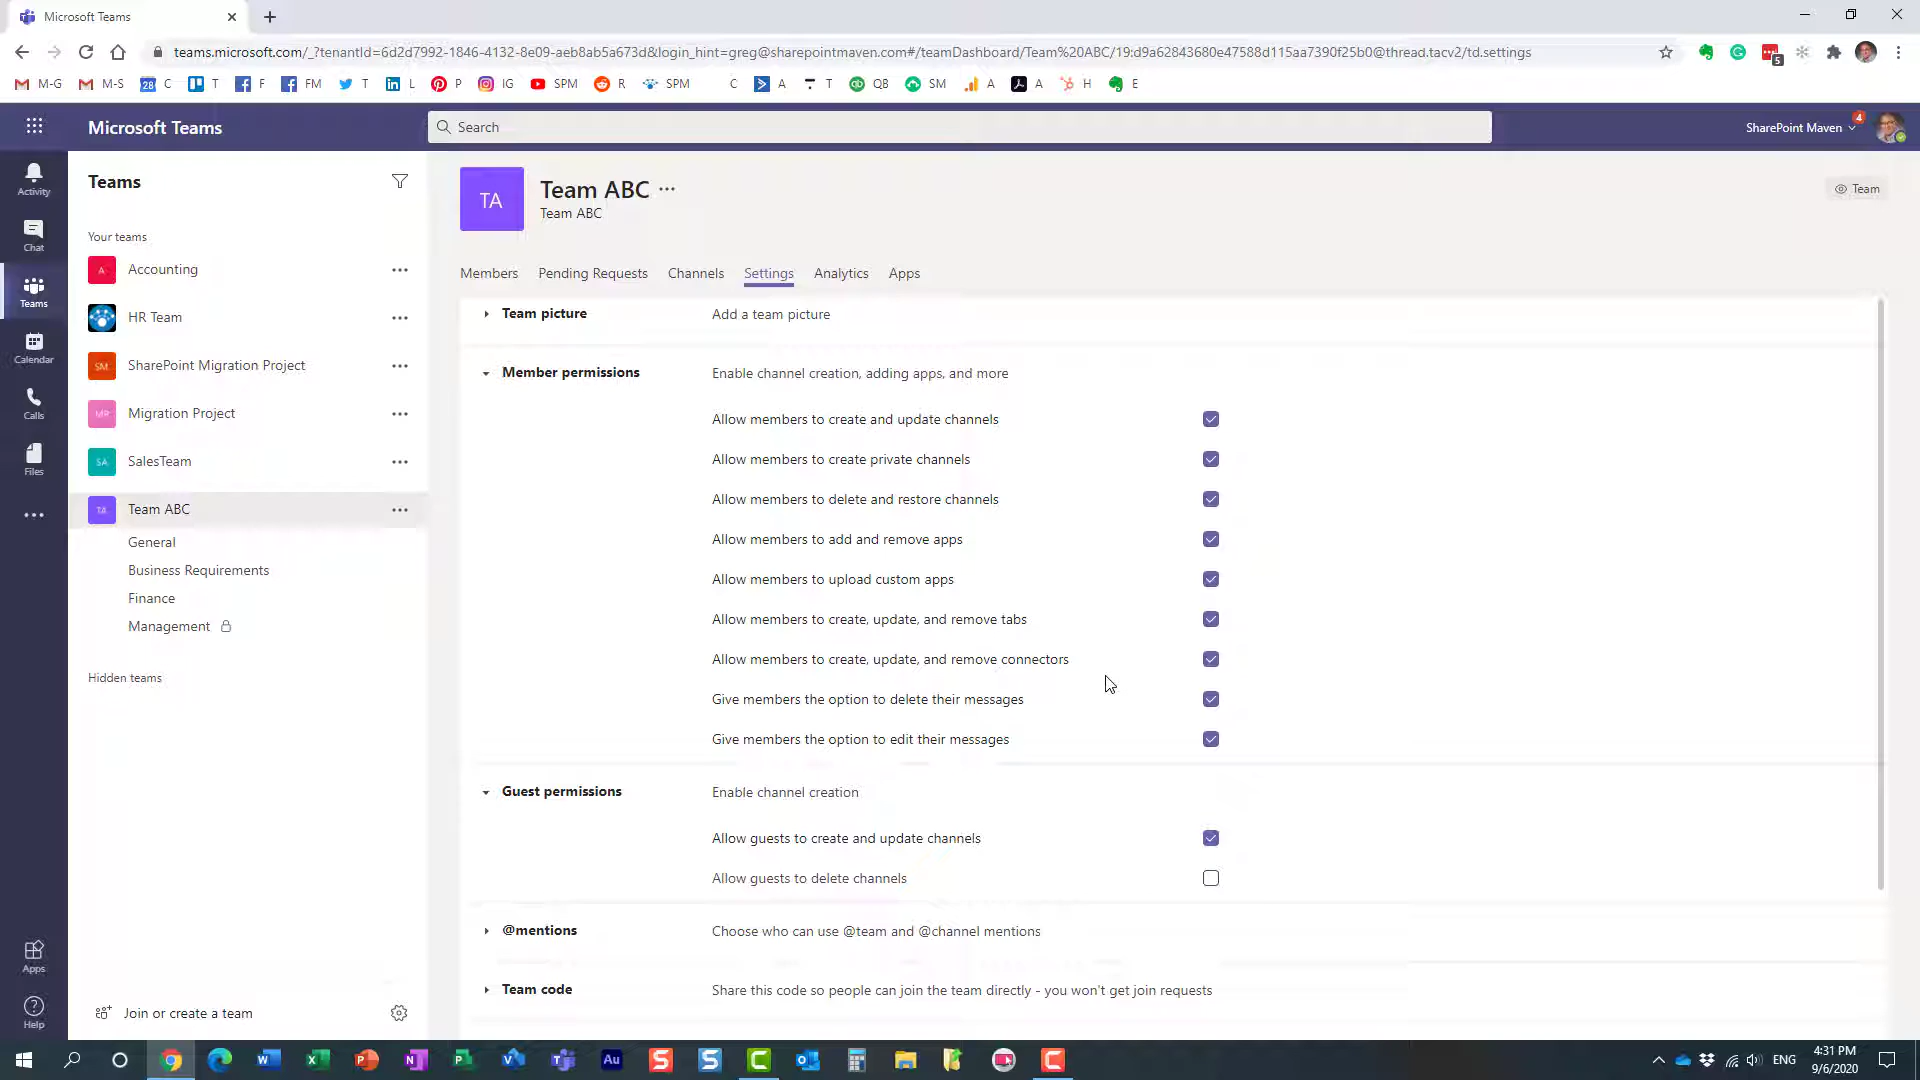 Microsoft Teams
teams.microsoft.com/_?tenantId=6d2d7992-1846-4132-8e09-aeb8ab5a673d&login_hint=greg@sharepointmaven.com#/teamDashboard/Team%20ABC/19:d9a62843680e47588d115aa7390f25b0@thread.tacv2/td.settings
5
M-G M-S 28 C T F FM T L P IG SPM R SPM C A T QB SM A A H E
Microsoft Teams
Search
SharePoint Maven
4
Activity
Chat
Teams
Calendar
Calls
Files
Apps
Help
Teams
Your teams
A Accounting
HR Team
SM SharePoint Migration Project
MP Migration Project
SA SalesTeam
TA Team ABC
General
Business Requirements
Finance
Management
Hidden teams
Join or create a team
TA
Team ABC
Team ABC
Team
Members Pending Requests Channels Settings Analytics Apps
Team picture Add a team picture
Member permissions Enable channel creation, adding apps, and more
Allow members to create and update channels
Allow members to create private channels
Allow members to delete and restore channels
Allow members to add and remove apps
Allow members to upload custom apps
Allow members to create, update, and remove tabs
Allow members to create, update, and remove connectors
Give members the option to delete their messages
Give members the option to edit their messages
Guest permissions Enable channel creation
Allow guests to create and update channels
Allow guests to delete channels
@mentions Choose who can use @team and @channel mentions
Team code Share this code so people can join the team directly - you won't get join requests
Au
ENG
4:31 PM
9/6/2020